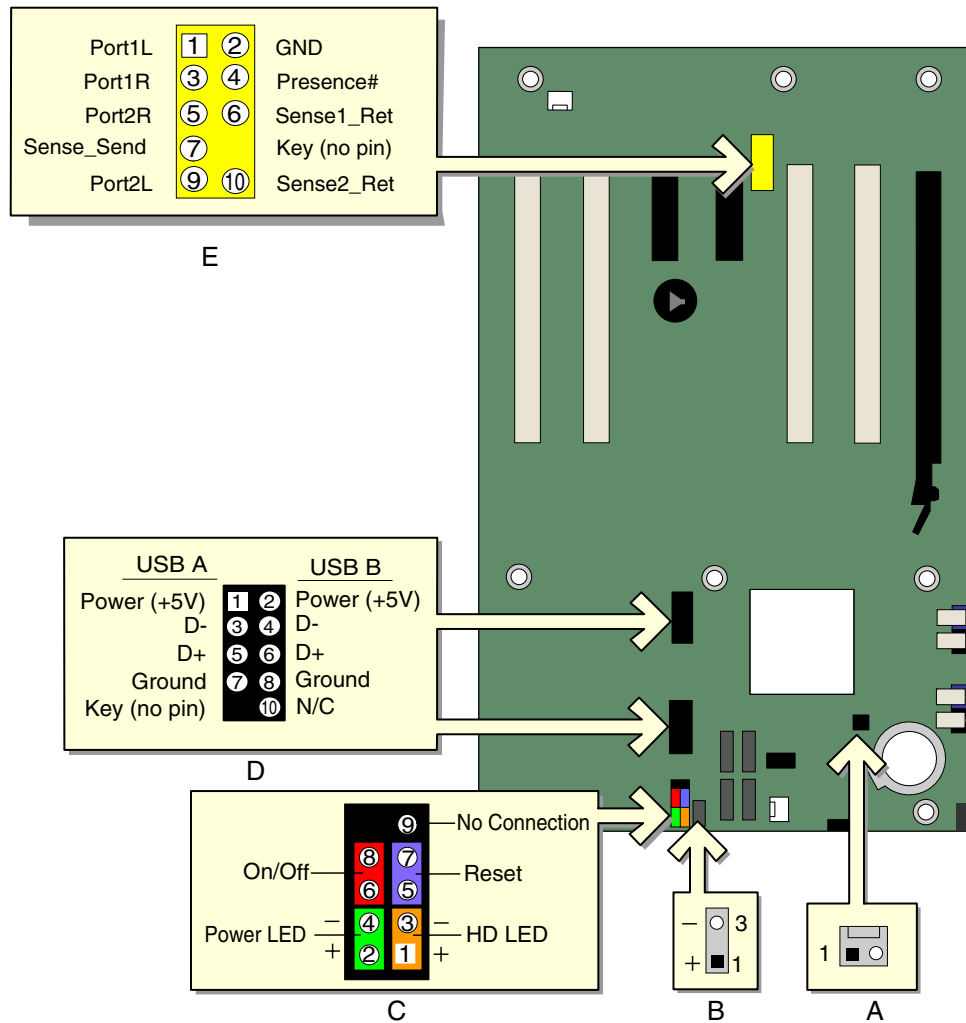 Port1L 1 2 GND
Port1R 3 4 Presence#
Port2R 5 6 Sense1_Ret
Sense_Send 7 Key (no pin)
Port2L 9 10 Sense2_Ret
E
USB A USB B
Power (+5V) 1 2 Power (+5V)
D- 3 4 D-
D+ 5 6 D+
Ground 7 8 Ground
Key (no pin) 10 N/C
D
9 No Connection
On/Off 8 7 Reset
6 5
Power LED - 4 3 - HD LED
+ 2 1 +
C
- 3
+ 1
B
1
A